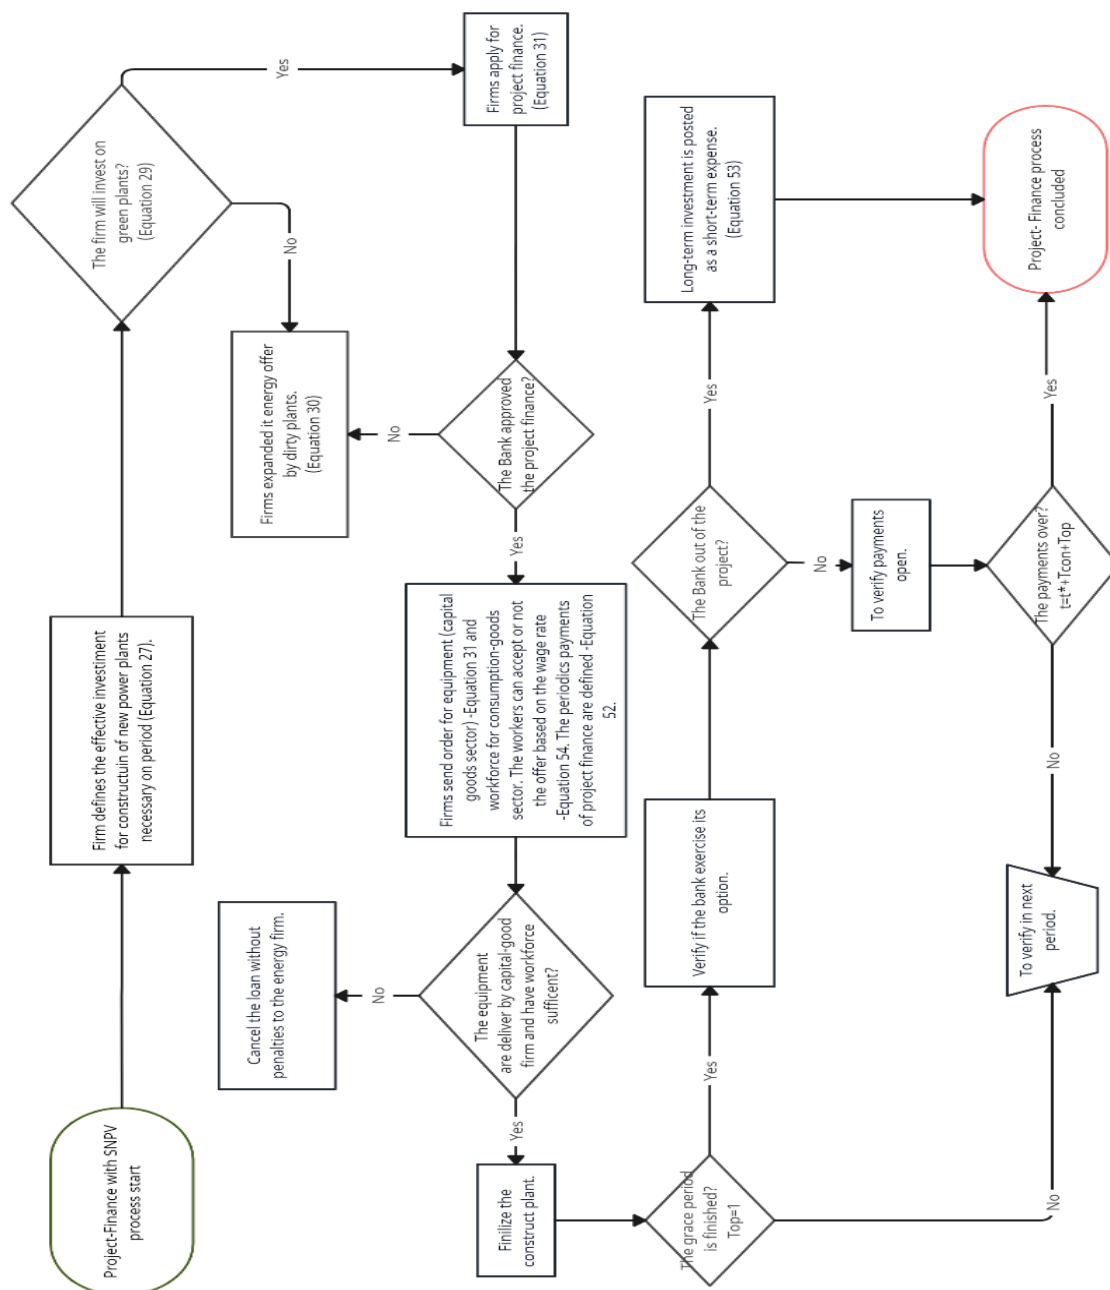 Project-Finance with SNPV
process start
Firm defines the effective investiment
for constructuin of new power plants
necessary on period (Equation 27).
The firm will invest on
green plants?
(Equation 29)
Yes
No
Firms expanded it energy offer
by dirty plants.
(Equation 30)
Firms apply for
project finance.
(Equation 31)
The Bank approved
the project finance?
No
Yes
Firms send order for equipment (capital
goods sector) -Equation 31 and
workforce for consumption-goods
sector. The workers can accept or not
the offer based on the wage rate
-Equation 54. The periodics payments
of project finance are defined -Equation
52.
The equipment
are deliver by capital-good
firm and have workforce
sufficent?
No
Cancel the loan without
penalties to the energy firm.
Yes
Finilize the
construct plant.
The grace period
is finished?
Top=1
Yes
No
Verify if the bank exercise its
option.
The Bank out of the
project?
Yes
No
Long-term investment is posted
as a short-term expense.
(Equation 53)
To verify payments
open.
The payments over?
t=t*+Tcon+Top
Yes
No
To verify in next
period.
Project- Finance process
concluded